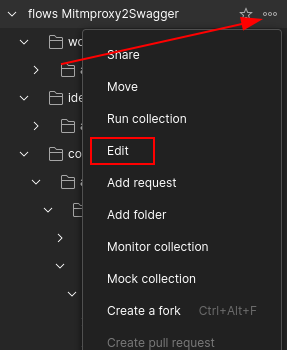 flows Mitmproxy2Swagger
wo
Share
a
Move
ide
Run collection
a
Edit
co
a
Add request
Add folder
Monitor collection
Mock collection
Create a fork Ctrl+Alt+F
Create pull request